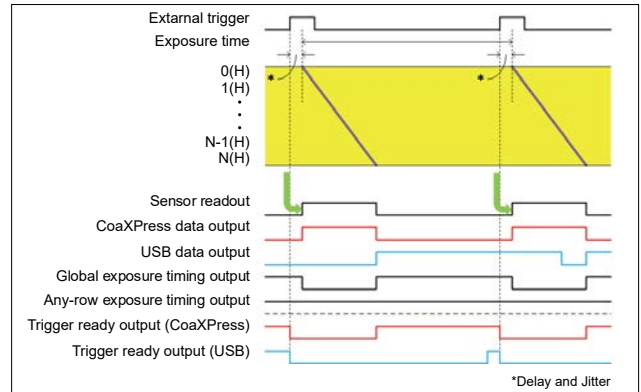 Extarnal trigger
Exposure time
*
*
0(H)
1(H)
•
•
•
N-1(H)
N(H)
Sensor readout
CoaXPress data output
USB data output
Global exposure timing output
Any-row exposure timing output
Trigger ready output (CoaXPress)
Trigger ready output (USB)
*Delay and Jitter